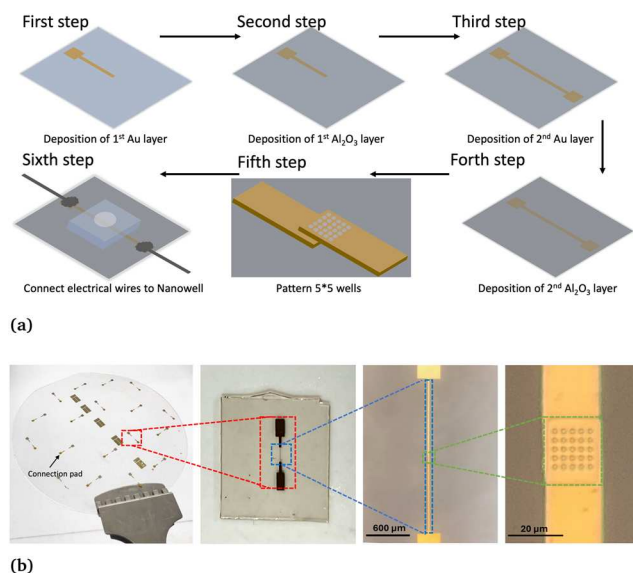 First step
Second step
Third step
Deposition of 1st Au layer
Deposition of 1st Al2O3 layer
Deposition of 2nd Au layer
Sixth step
Fifth step
Forth step
Connect electrical wires to Nanowell
Pattern 5*5 wells
Deposition of 2nd Al2O3 layer
(a)
Connection pad
600 µm
20 µm
(b)